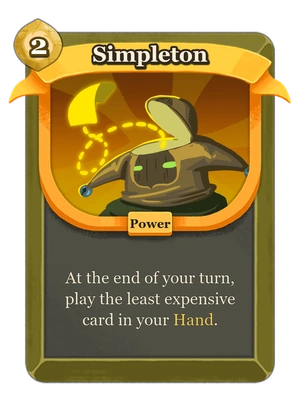 2
Simpleton
Power
At the end of your turn,
play the least expensive
card in your Hand.